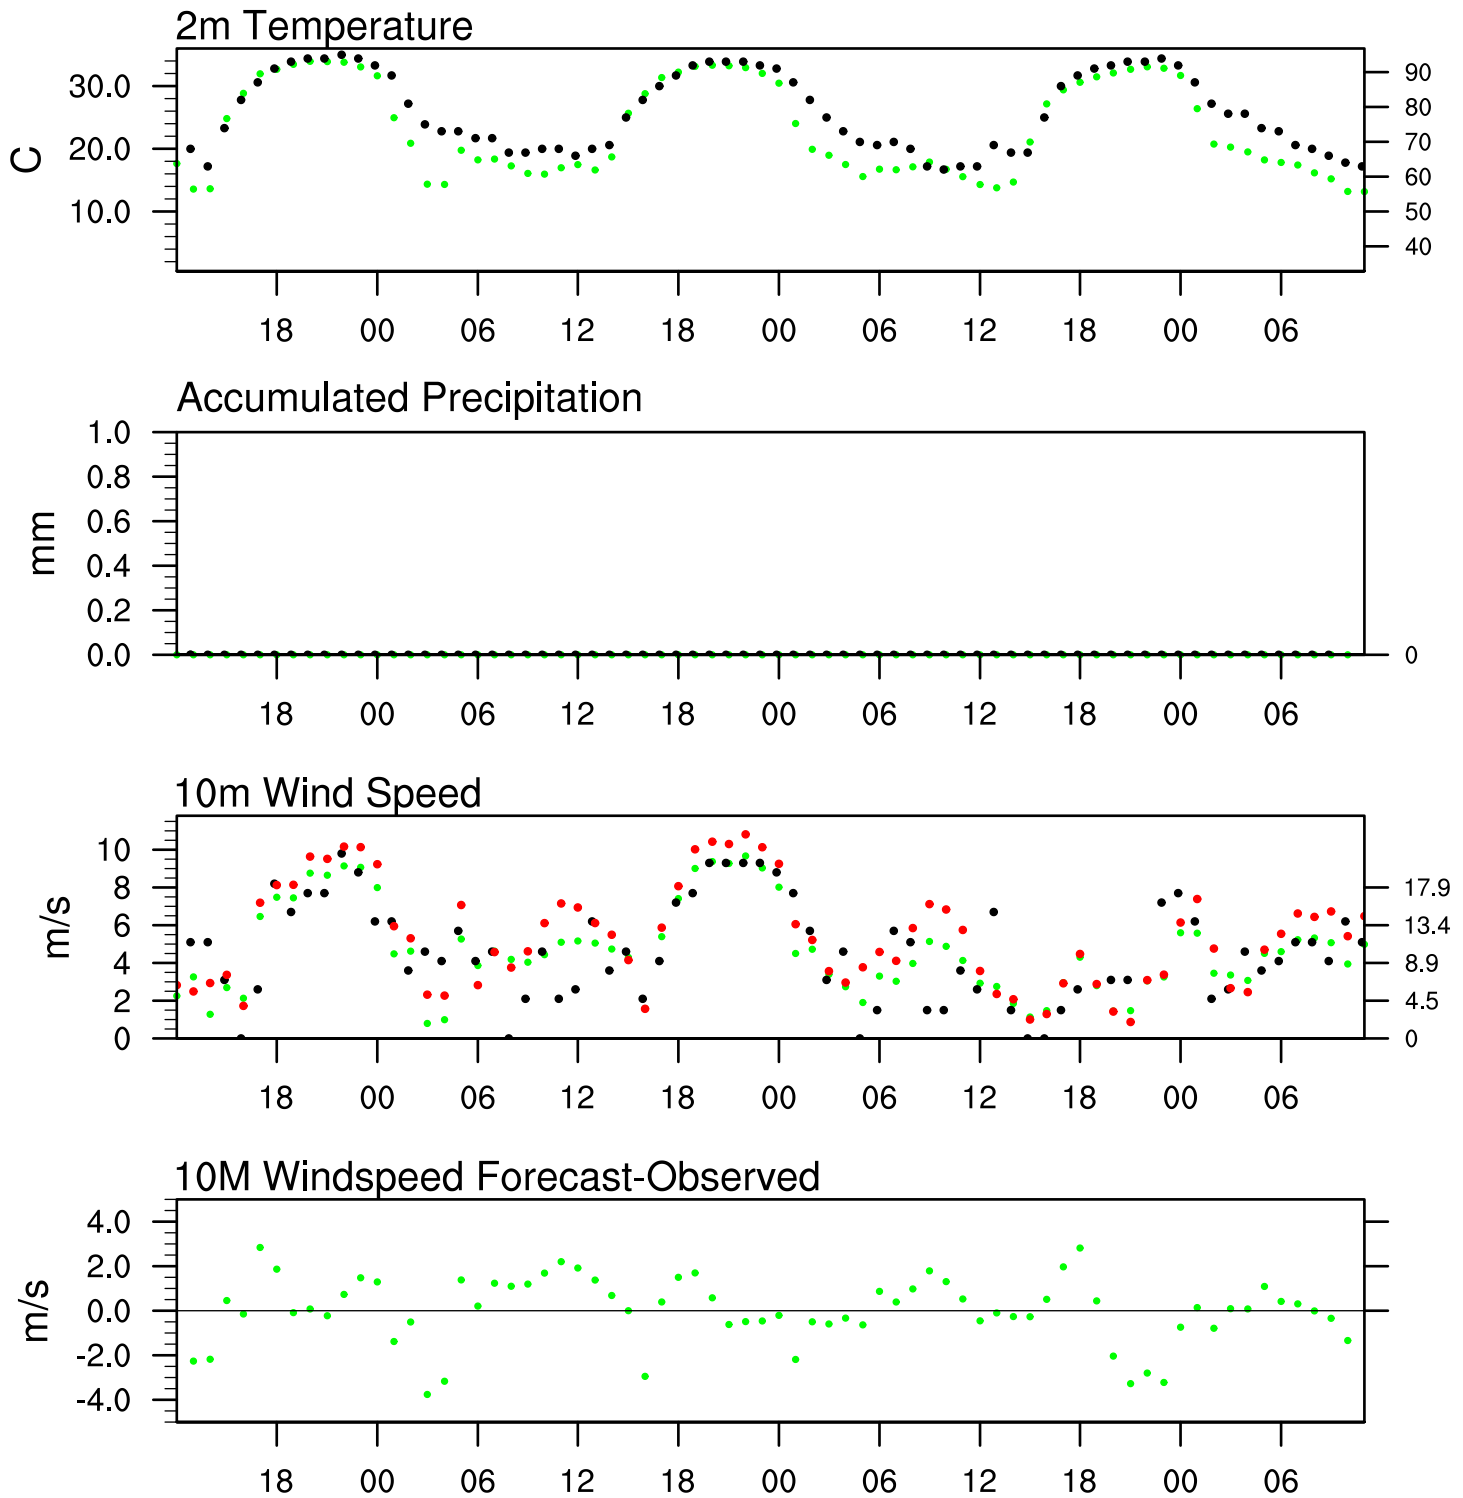 2m Temperature
C
30.0
20.0
10.0
90
80
70
60
50
40
18 00 06 12 18 00 06 12 18 00 06
Accumulated Precipitation
mm
1.0
0.8
0.6
0.4
0.2
0.0
0
18 00 06 12 18 00 06 12 18 00 06
10m Wind Speed
m/s
10
8
6
4
2
0
17.9
13.4
8.9
4.5
0
18 00 06 12 18 00 06 12 18 00 06
10M Windspeed Forecast-Observed
m/s
4.0
2.0
0.0
-2.0
-4.0
18 00 06 12 18 00 06 12 18 00 06